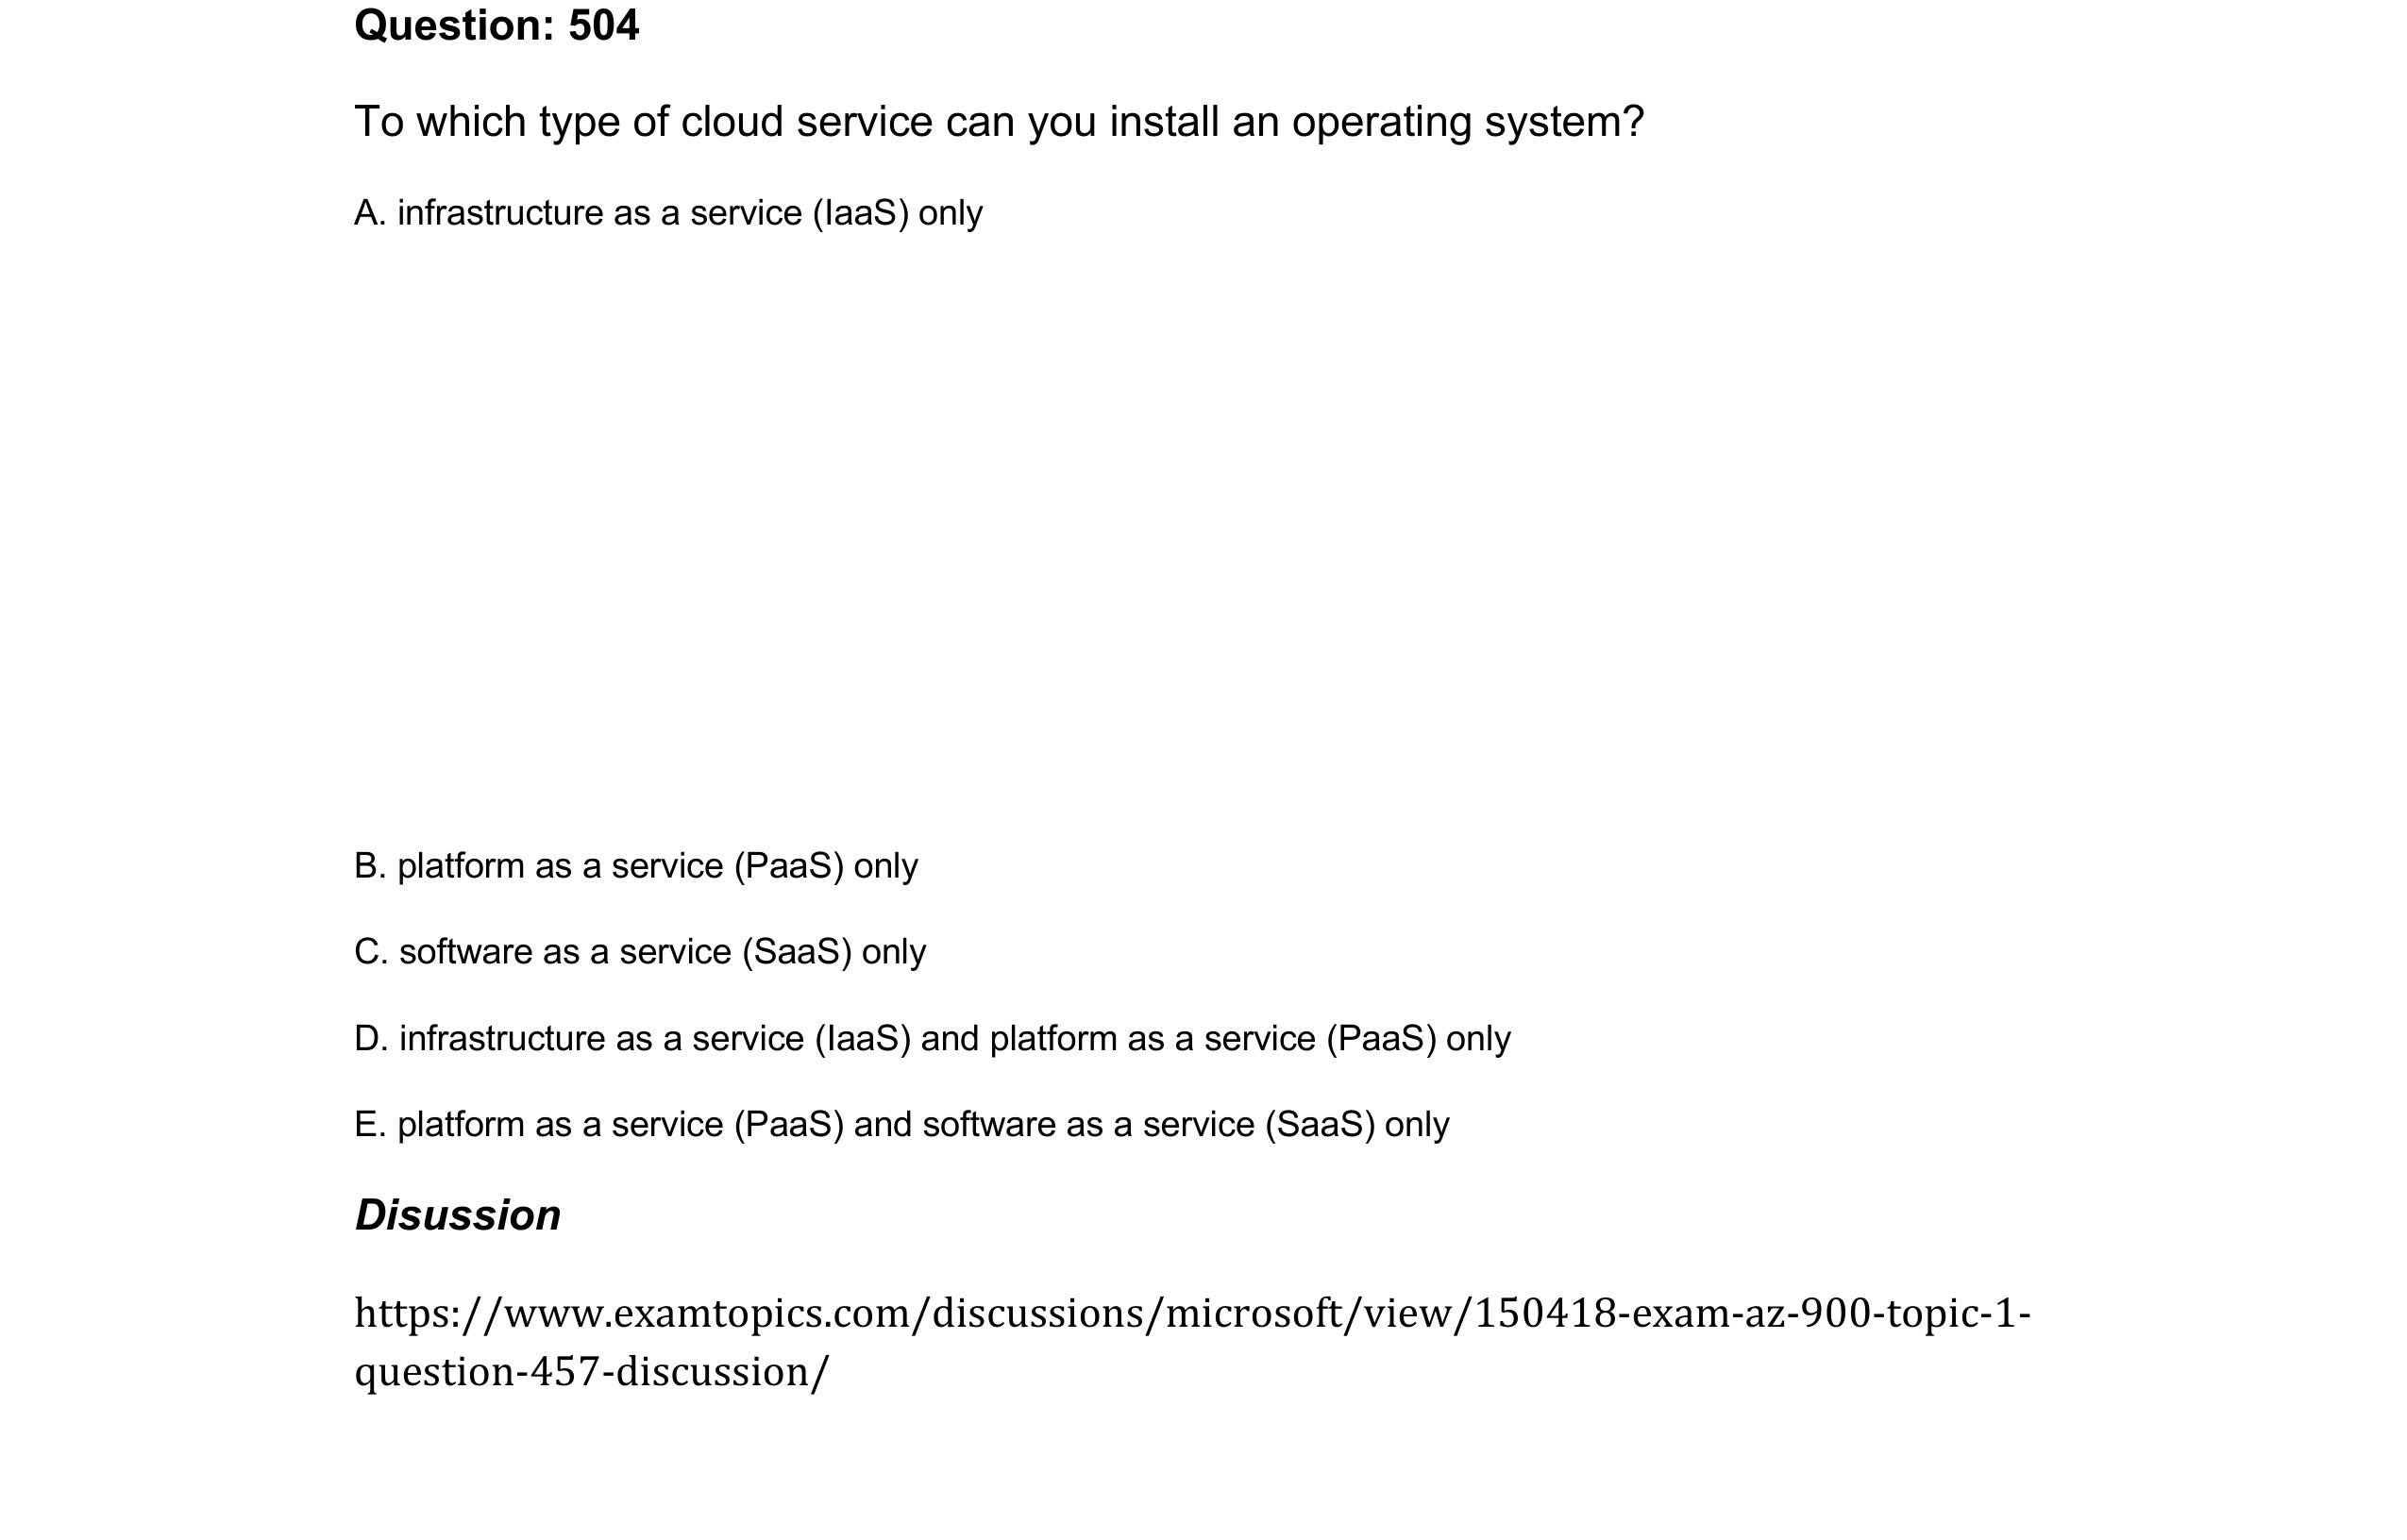 Question: 504
To which type of cloud service can you install an operating system?
A. infrastructure as a service (IaaS) only
B. platform as a service (PaaS) only
C. software as a service (SaaS) only
D. infrastructure as a service (IaaS) and platform as a service (PaaS) only
E. platform as a service (PaaS) and software as a service (SaaS) only
Disussion
https://www.examtopics.com/discussions/microsoft/view/150418-exam-az-900-topic-1-
question-457-discussion/